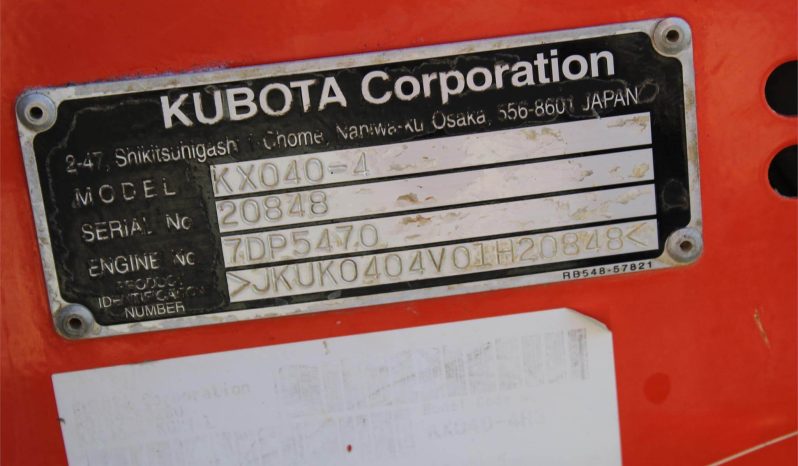 KUBOTA Corporation
2-47, Shikitsuhigashi 1 Chome, Naniwa-ku Osaka, 556-8601 JAPAN
MODEL KX040-4
SERIAL No 20848
ENGINE No 7DP5470
PRODUCT IDENTIFICATION NUMBER >JKUK0404V01H20848<
RB548-57821
Corporation